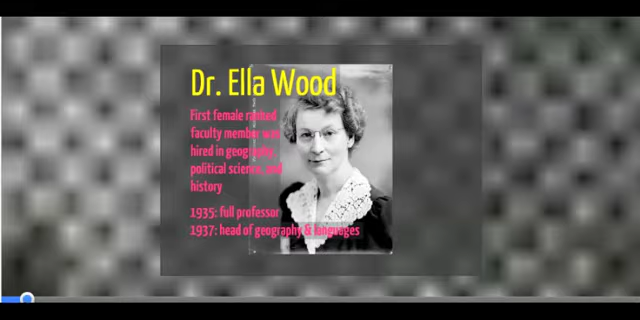 Dr. Ella Wood
First female ranked
faculty member was
hired in geography,
political science, and
history
1935: full professor
1937: head of geography & languages